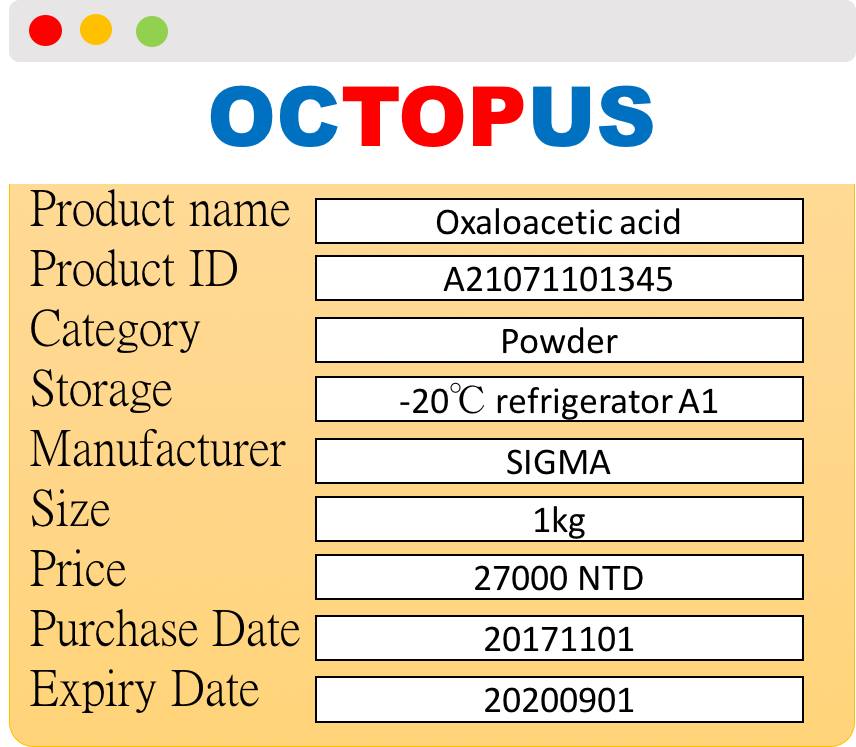 OCTOPUS
Product name Oxaloacetic acid
Product ID A21071101345
Category Powder
Storage -20℃ refrigerator A1
Manufacturer SIGMA
Size 1kg
Price 27000 NTD
Purchase Date 20171101
Expiry Date 20200901